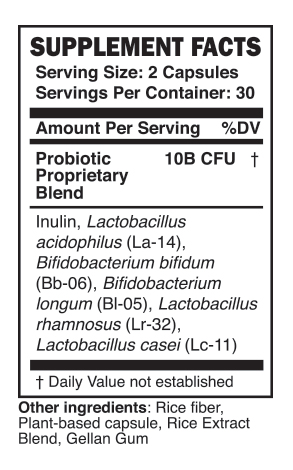 SUPPLEMENT FACTS
Serving Size: 2 Capsules
Servings Per Container: 30
Amount Per Serving %DV
Probiotic 10B CFU †
Proprietary
Blend
Inulin, Lactobacillus
acidophilus (La-14),
Bifidobacterium bifidum
(Bb-06), Bifidobacterium
longum (Bl-05), Lactobacillus
rhamnosus (Lr-32),
Lactobacillus casei (Lc-11)
† Daily Value not established
Other ingredients: Rice fiber,
Plant-based capsule, Rice Extract
Blend, Gellan Gum